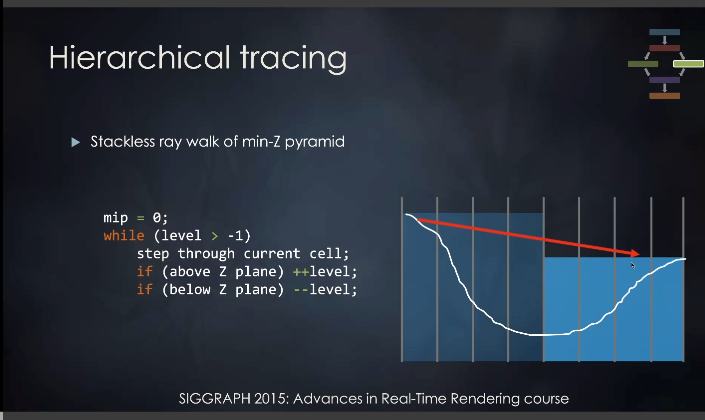 Hierarchical tracing
Stackless ray walk of min-Z pyramid
mip = 0;
while (level > -1)
step through current cell;
if (above Z plane) ++level;
if (below Z plane) --level;
SIGGRAPH 2015: Advances in Real-Time Rendering course